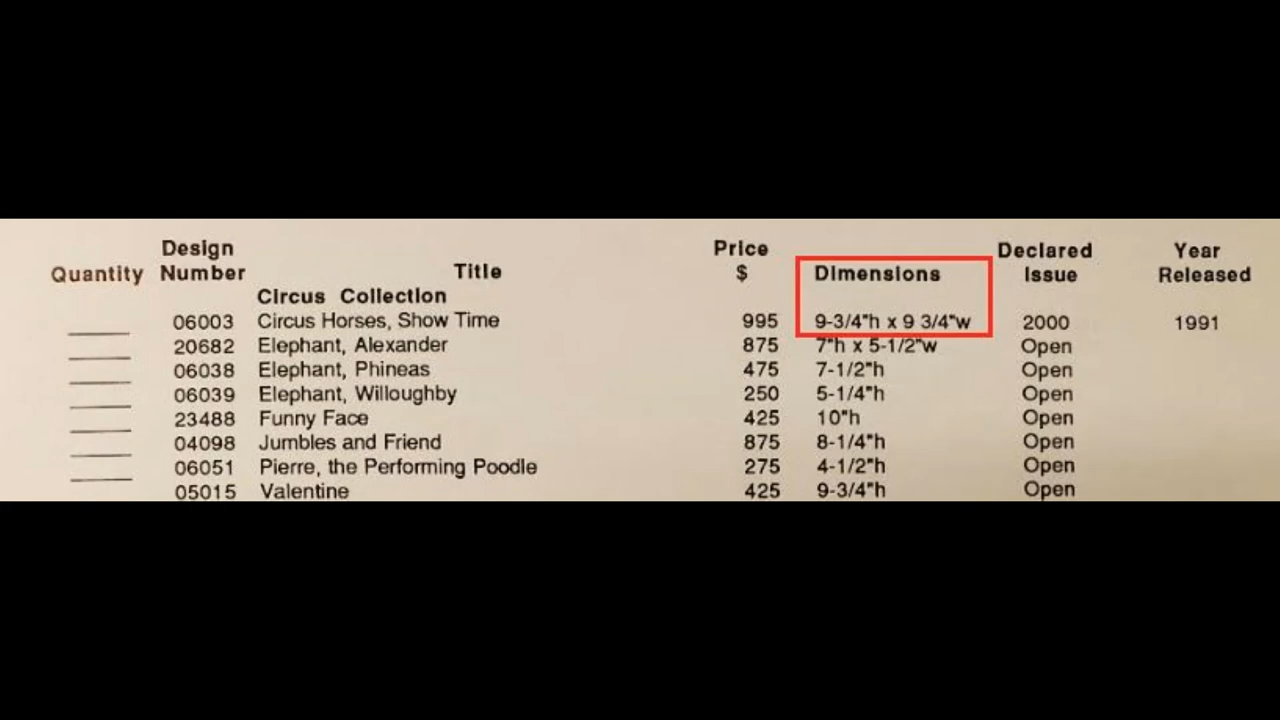 Design Price Declared Year
Quantity Number Title $ Dimensions Issue Released
Circus Collection
06003 Circus Horses, Show Time 995 9-3/4"h x 9 3/4"w 2000 1991
20682 Elephant, Alexander 875 7"h x 5-1/2"w Open
06038 Elephant, Phineas 475 7-1/2"h Open
06039 Elephant, Willoughby 250 5-1/4"h Open
23488 Funny Face 425 10"h Open
04098 Jumbles and Friend 875 8-1/4"h Open
06051 Pierre, the Performing Poodle 275 4-1/2"h Open
05015 Valentine 425 9-3/4"h Open